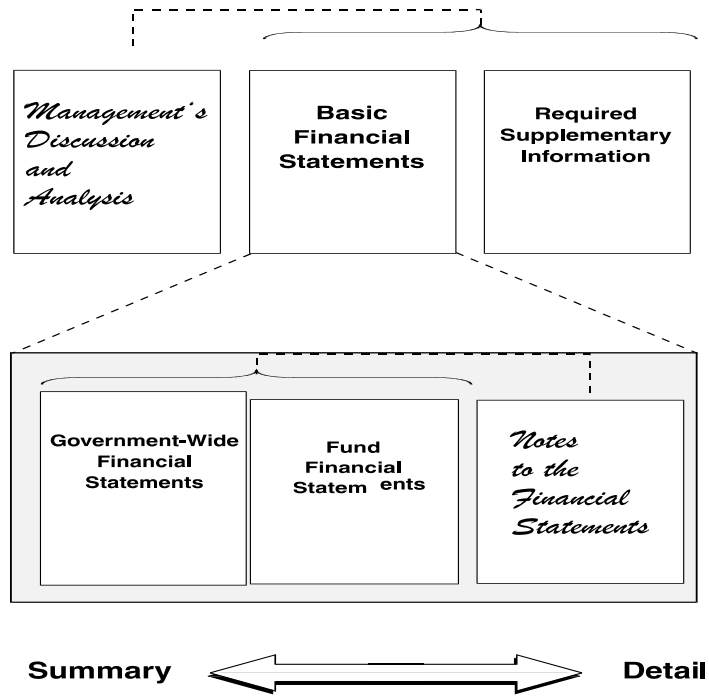 Management's
Discussion
and
Analysis
Basic
Financial
Statements
Required
Supplementary
Information
Government-Wide
Financial
Statements
Fund
Financial
Statem ents
Notes
to the
Financial
Statements
Summary
Detail